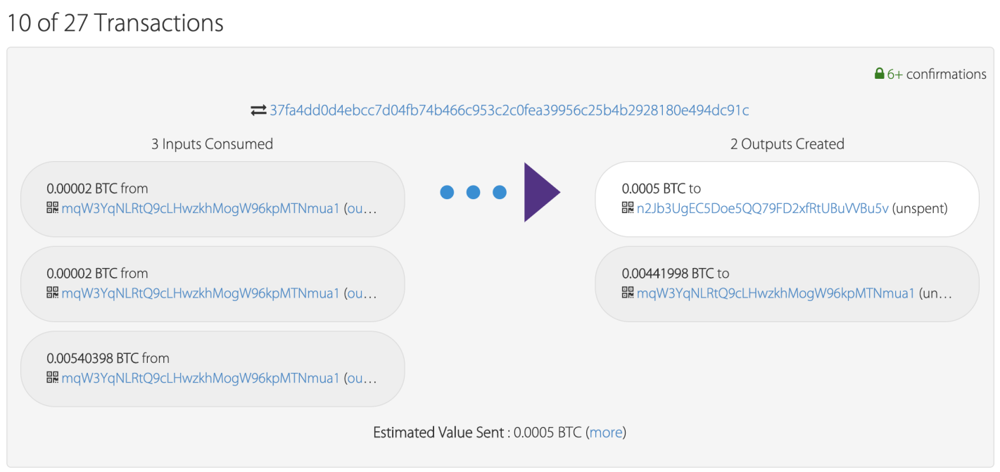 10 of 27 Transactions
6+ confirmations
37fa4dd0d4ebcc7d04fb74b466c953c2c0fea39956c25b4b2928180e494dc91c
3 Inputs Consumed
2 Outputs Created
0.00002 BTC from
mqW3YqNLRtQ9cLHwzkhMogW96kpMTNmua1 (ou…
0.0005 BTC to
n2Jb3UgEC5Doe5QQ79FD2xfRtUBuVVBu5v (unspent)
0.00002 BTC from
mqW3YqNLRtQ9cLHwzkhMogW96kpMTNmua1 (ou…
0.00441998 BTC to
mqW3YqNLRtQ9cLHwzkhMogW96kpMTNmua1 (un…
0.00540398 BTC from
mqW3YqNLRtQ9cLHwzkhMogW96kpMTNmua1 (ou…
Estimated Value Sent : 0.0005 BTC (more)